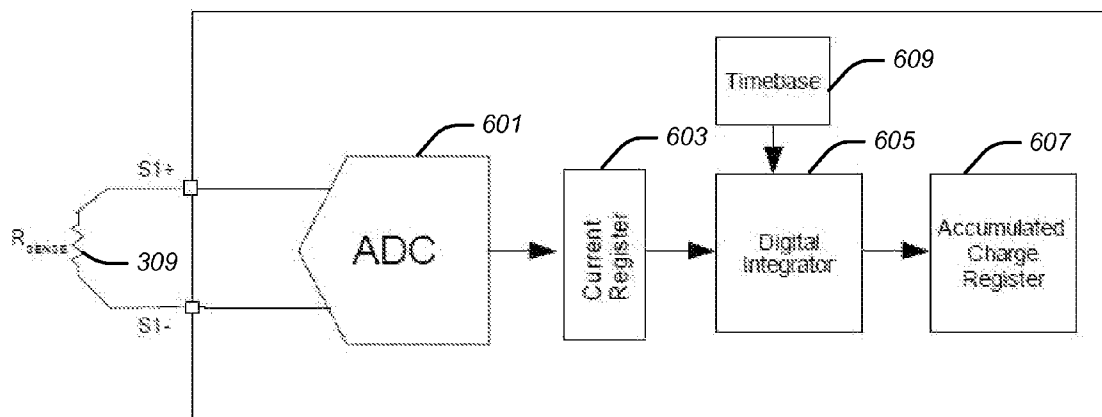 Timebase
609
601
603
605
607
S1+
R SENSE
309
ADC
Current
Register
Digital
Integrator
Accumulated
Charge
Register
S1-